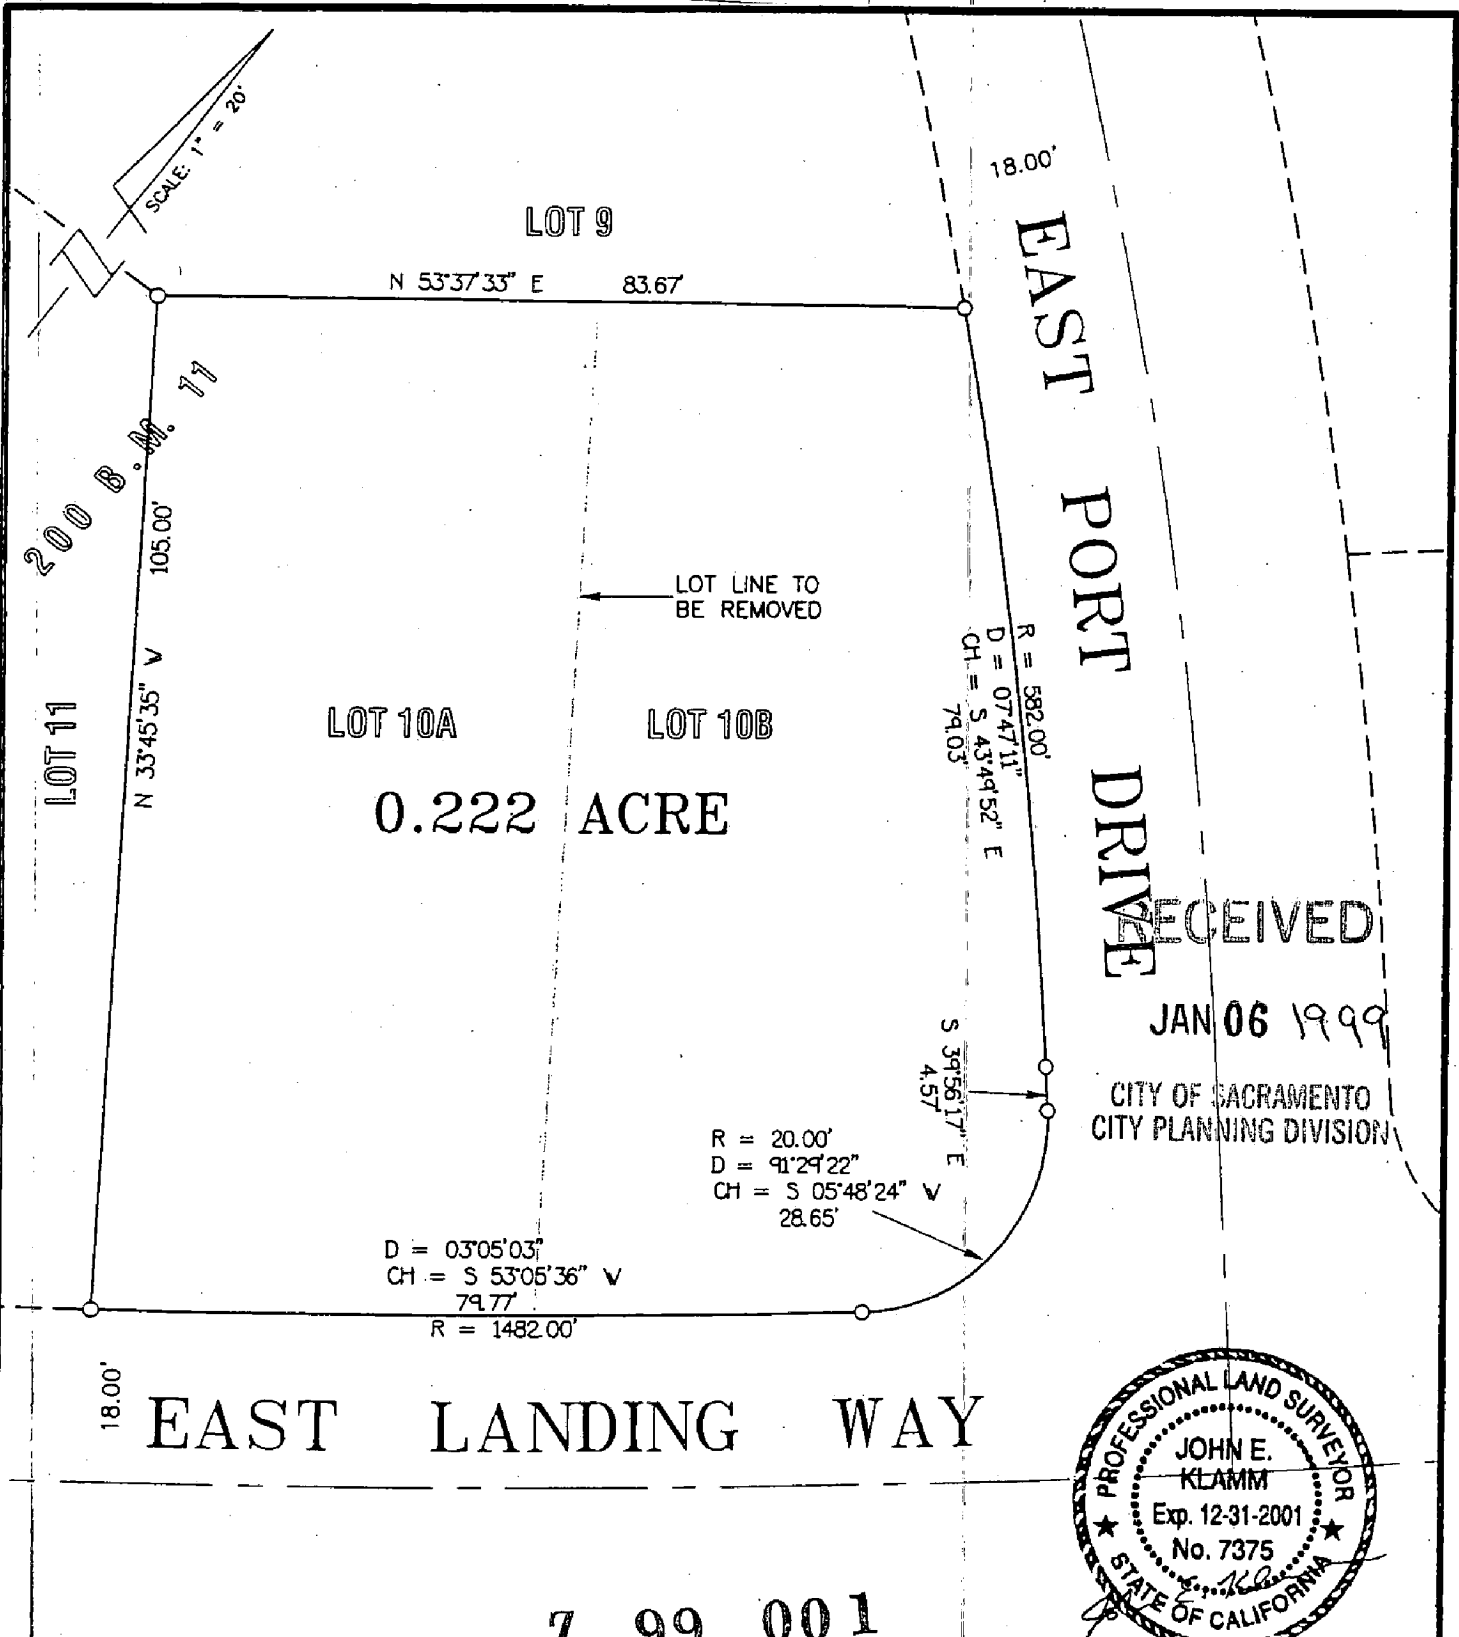 SCALE: 1" = 20'
18.00'
LOT 9
N 53°37'33" E 83.67'
EAST PORT DRIVE
200 B.M. 11
105.00'
N 33°45'35" W
LOT 11
LOT LINE TO
BE REMOVED
LOT 10A
LOT 10B
0.222 ACRE
R = 582.00'
D = 07°47'11"
CH = S 43°49'52" E
79.03'
RECEIVED
JAN 06 1999
CITY OF SACRAMENTO
CITY PLANNING DIVISION
S 39°56'17" E
4.57'
R = 20.00'
D = 91°29'22"
CH = S 05°48'24" W
28.65'
D = 03°05'03"
CH = S 53°05'36" W
79.77'
R = 1482.00'
18.00'
EAST LANDING WAY
PROFESSIONAL LAND SURVEYOR
JOHN E.
KLAMM
Exp. 12-31-2001
No. 7375
STATE OF CALIFORNIA
Z 99 001